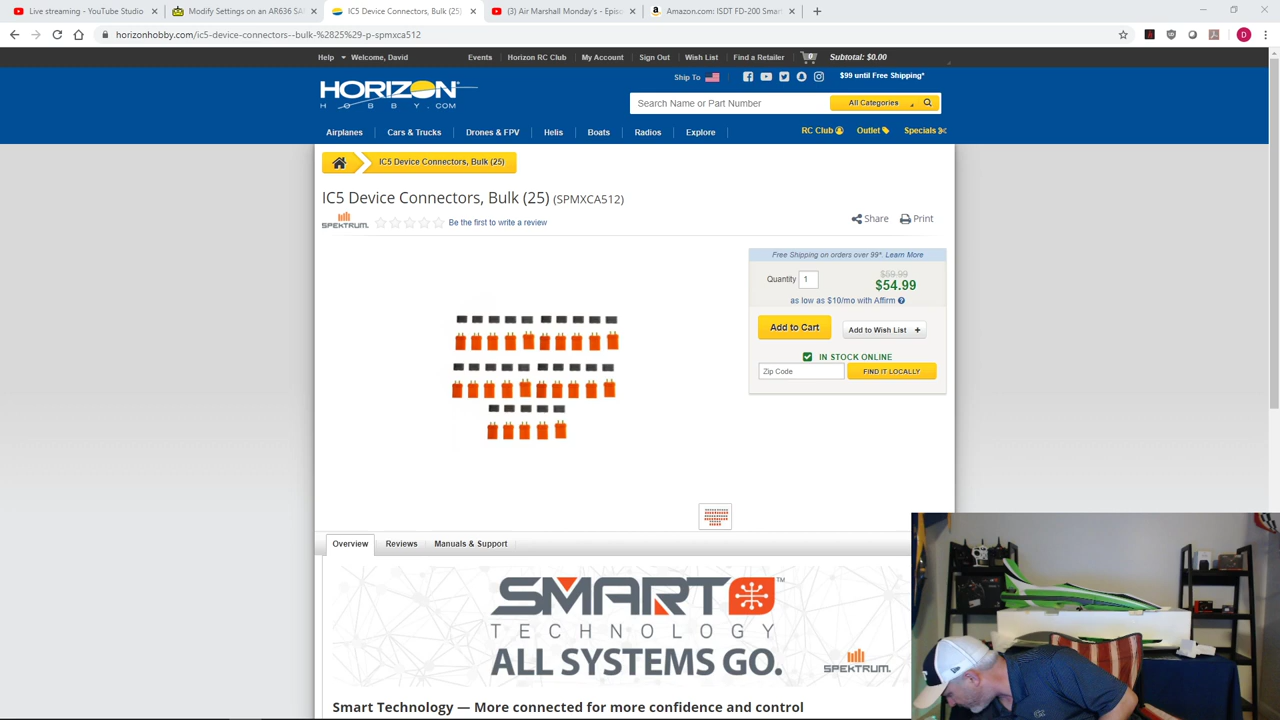 Live streaming - YouTube Studio
Modify Settings on an AR636 SA
IC5 Device Connectors, Bulk (25)
(3) Air Marshall Monday's - Epis
Amazon.com: ISDT FD-200 Smar
horizonhobby.com/ic5-device-connectors--bulk-%2825%29-p-spmxca512
D
Help Welcome, David Events Horizon RC Club My Account Sign Out Wish List Find a Retailer 0 Subtotal: $0.00
Ship To $99 until Free Shipping*
HORIZON
HOBBY.COM
Search Name or Part Number All Categories
Airplanes Cars & Trucks Drones & FPV Helis Boats Radios Explore RC Club Outlet Specials
IC5 Device Connectors, Bulk (25)
IC5 Device Connectors, Bulk (25) (SPMXCA512)
SPEKTRUM Be the first to write a review Share Print
Free Shipping on orders over 99*. Learn More
Quantity 1 $59.99
$54.99
as low as $10/mo with Affirm
Add to Cart Add to Wish List +
IN STOCK ONLINE
Zip Code FIND IT LOCALLY
Overview Reviews Manuals & Support
SMART™
TECHNOLOGY
ALL SYSTEMS GO.
SPEKTRUM
Smart Technology — More connected for more confidence and control